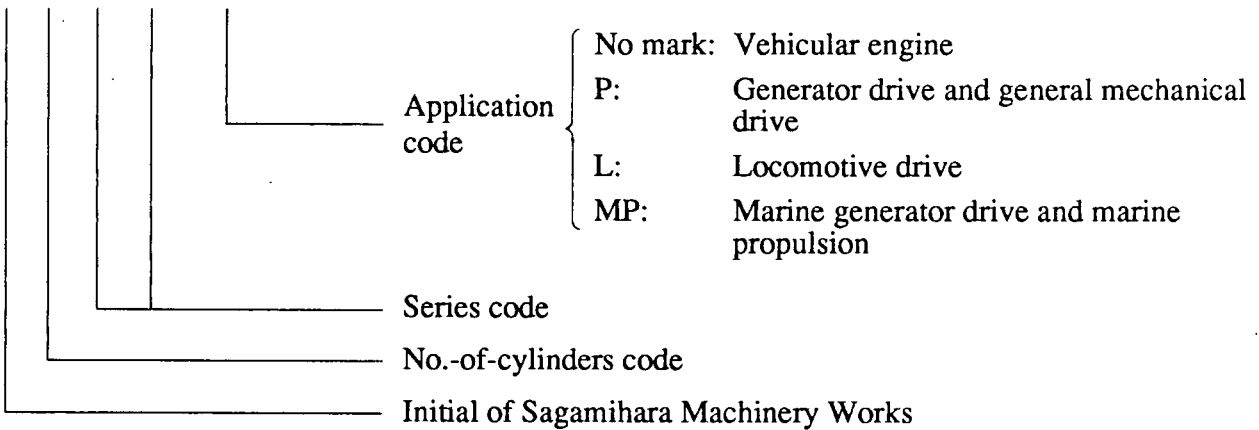 No mark: Vehicular engine
P: Generator drive and general mechanical
drive
Application
code
L: Locomotive drive
MP: Marine generator drive and marine
propulsion
Series code
No.-of-cylinders code
Initial of Sagamihara Machinery Works